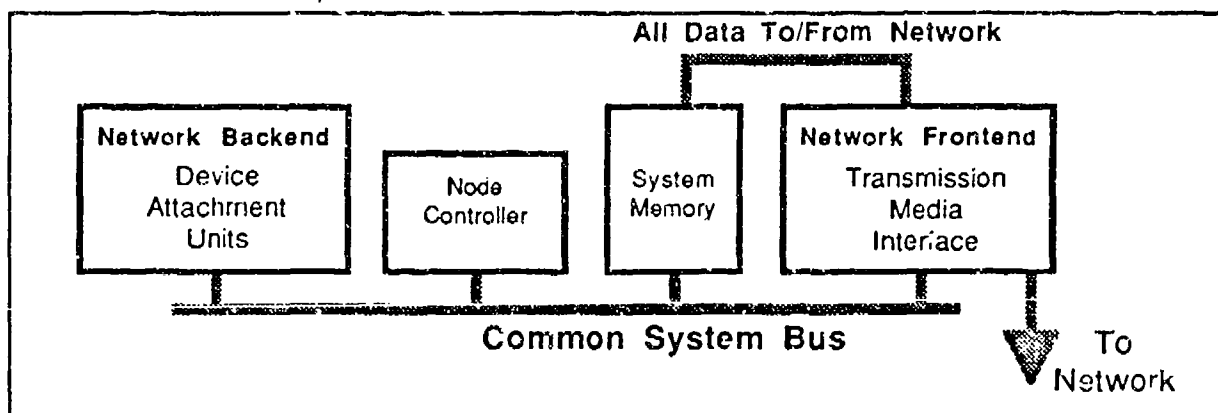 All Data To/From Network
Network Backend
Device
Attachment
Units
Node
Controller
System
Memory
Network Frontend
Transmission
Media
Interface
Common System Bus
To
Network